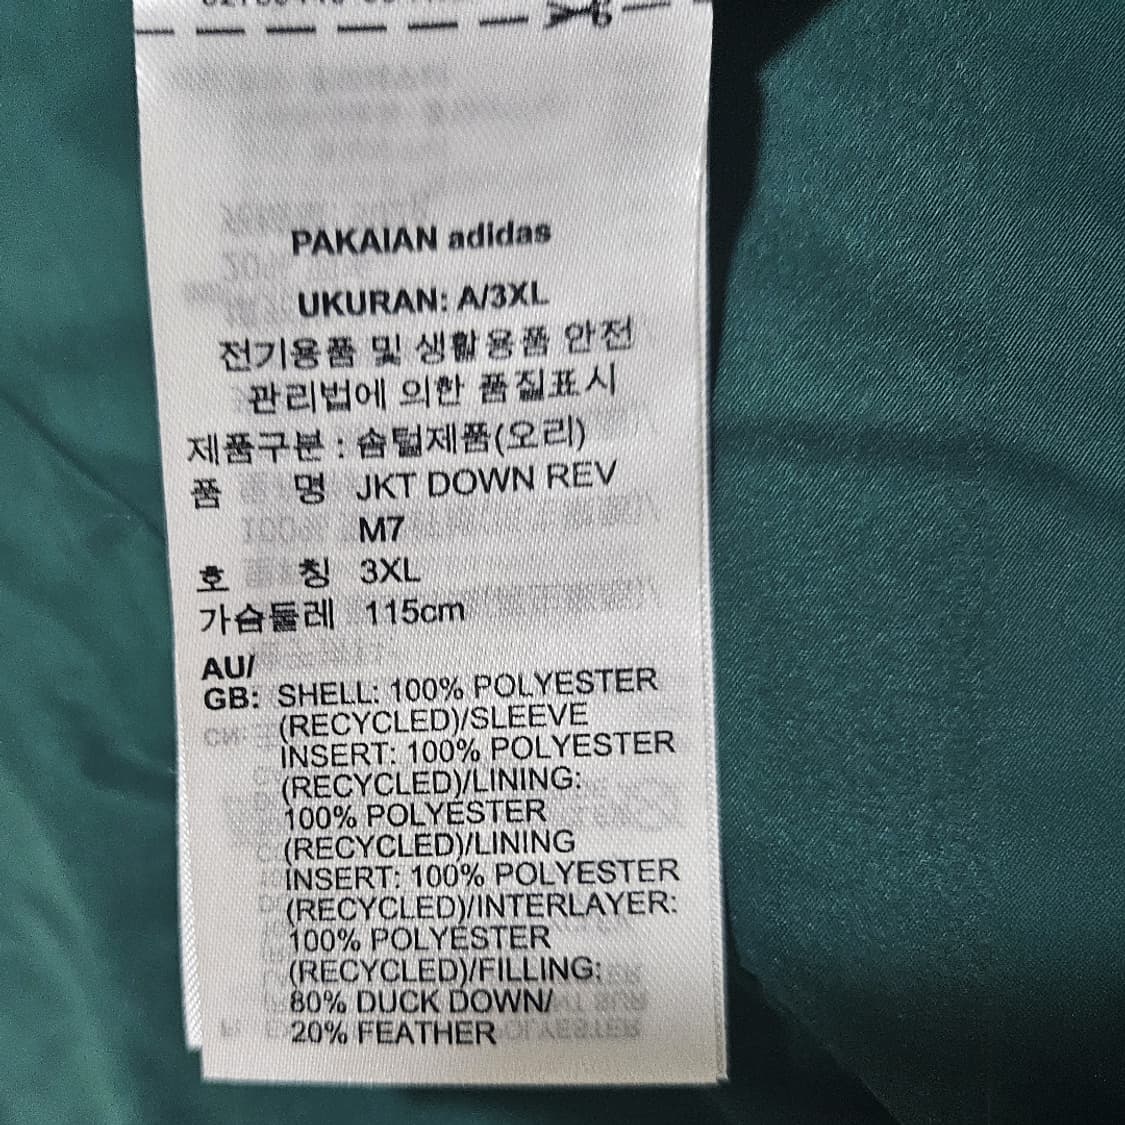 PAKAIAN adidas
UKURAN: A/3XL
전기용품 및 생활용품 안전
관리법에 의한 품질표시
제품구분 : 솜털제품(오리)
품 명 JKT DOWN REV
M7
호 칭 3XL
가슴둘레 115cm
AU/
GB: SHELL: 100% POLYESTER
(RECYCLED)/SLEEVE
INSERT: 100% POLYESTER
(RECYCLED)/LINING:
100% POLYESTER
(RECYCLED)/LINING
INSERT: 100% POLYESTER
(RECYCLED)/INTERLAYER:
100% POLYESTER
(RECYCLED)/FILLING:
80% DUCK DOWN/
20% FEATHER